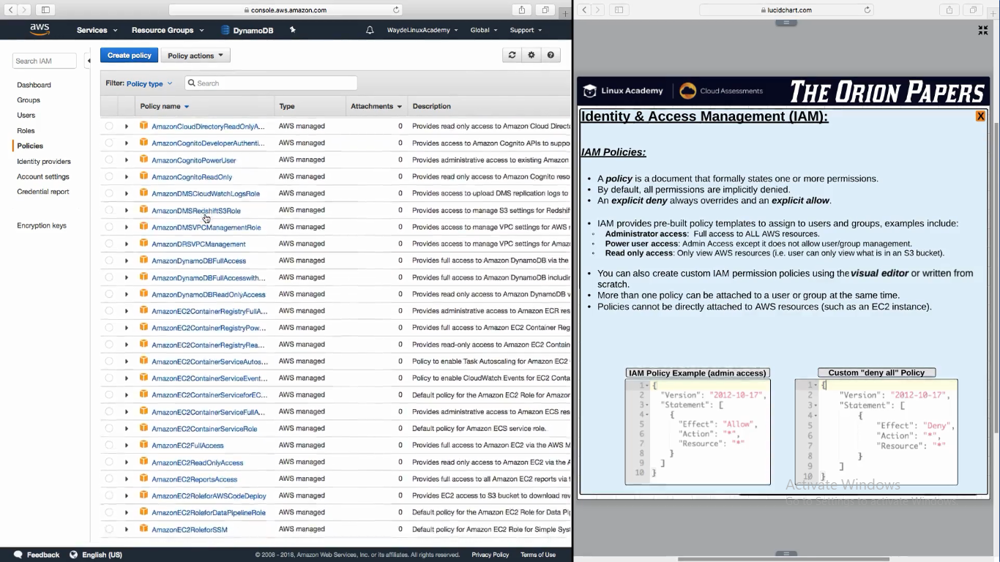 console.aws.amazon.com
lucidchart.com
aws
Services
Resource Groups
DynamoDB
WaydeLinuxAcademy
Global
Support
Search IAM
Dashboard
Groups
Users
Roles
Policies
Identity providers
Account settings
Credential report
Encryption keys
Create policy
Policy actions
Filter: Policy type
Search
Policy name Type Attachments Description
AmazonCloudDirectoryReadOnlyA... AWS managed 0 Provides read only access to Amazon Cloud Direct
AmazonCognitoDeveloperAuthenti... AWS managed 0 Provides access to Amazon Cognito APIs to suppo
AmazonCognitoPowerUser AWS managed 0 Provides administrative access to existing Amazon
AmazonCognitoReadOnly AWS managed 0 Provides read only access to Amazon Cognito reso
AmazonDMSCloudWatchLogsRole AWS managed 0 Provides access to upload DMS replication logs to
AmazonDMSRedshiftS3Role AWS managed 0 Provides access to manage S3 settings for Redshif
AmazonDMSVPCManagementRole AWS managed 0 Provides access to manage VPC settings for AWS
AmazonDRSVPCManagement AWS managed 0 Provides access to manage VPC settings for Amaz
AmazonDynamoDBFullAccess AWS managed 0 Provides full access to Amazon DynamoDB via the
AmazonDynamoDBFullAccesswith... AWS managed 0 Provides full access to Amazon DynamoDB includi
AmazonDynamoDBReadOnlyAccess AWS managed 0 Provides read only access to Amazon DynamoDB v
AmazonEC2ContainerRegistryFullA... AWS managed 0 Provides administrative access to Amazon ECR res
AmazonEC2ContainerRegistryPow... AWS managed 0 Provides full access to Amazon EC2 Container Reg
AmazonEC2ContainerRegistryRea... AWS managed 0 Provides read-only access to Amazon EC2 Contain
AmazonEC2ContainerServiceAutos... AWS managed 0 Policy to enable Task Autoscaling for Amazon EC2
AmazonEC2ContainerServiceEvent... AWS managed 0 Policy to enable CloudWatch Events for EC2 Conta
AmazonEC2ContainerServiceforEC... AWS managed 0 Default policy for the Amazon EC2 Role for Amazon
AmazonEC2ContainerServiceFullA... AWS managed 0 Provides administrative access to Amazon ECS res
AmazonEC2ContainerServiceRole AWS managed 0 Default policy for Amazon ECS service role.
AmazonEC2FullAccess AWS managed 0 Provides full access to Amazon EC2 via the AWS M
AmazonEC2ReadOnlyAccess AWS managed 0 Provides read only access to Amazon EC2 via the A
AmazonEC2ReportsAccess AWS managed 0 Provides full access to all Amazon EC2 reports via
AmazonEC2RoleforAWSCodeDeploy AWS managed 0 Provides EC2 access to S3 bucket to download rev
AmazonEC2RoleforDataPipelineRole AWS managed 0 Default policy for the Amazon EC2 Role for Data Pi
AmazonEC2RoleforSSM AWS managed 0 Default policy for Amazon EC2 Role for Simple Sys
Feedback
English (US)
© 2008 - 2018, Amazon Web Services, Inc. or its affiliates. All rights reserved.
Privacy Policy
Terms of Use
Linux Academy
Cloud Assessments
THE ORION PAPERS
Identity & Access Management (IAM):
X
IAM Policies:
• A policy is a document that formally states one or more permissions.
• By default, all permissions are implicitly denied.
• An explicit deny always overrides and an explicit allow.
• IAM provides pre-built policy templates to assign to users and groups, examples include:
◦ Administrator access: Full access to ALL AWS resources.
◦ Power user access: Admin Access except it does not allow user/group management.
◦ Read only access: Only view AWS resources (i.e. user can only view what is in an S3 bucket).
• You can also create custom IAM permission policies using the visual editor or written from
scratch.
• More than one policy can be attached to a user or group at the same time.
• Policies cannot be directly attached to AWS resources (such as an EC2 instance).
IAM Policy Example (admin access)
1 {
2 "Version": "2012-10-17",
3 "Statement": [
4 {
5 "Effect": "Allow",
6 "Action": "*",
7 "Resource": "*"
8 }
9 ]
10 }
Custom "deny all" Policy
1 {
2 "Version": "2012-10-17",
3 "Statement": [
4 {
5 "Effect": "Deny",
6 "Action": "*",
7 "Resource": "*"
8 }
9 ]
10 }
Activate Windows
Go to Settings to activate Windows.